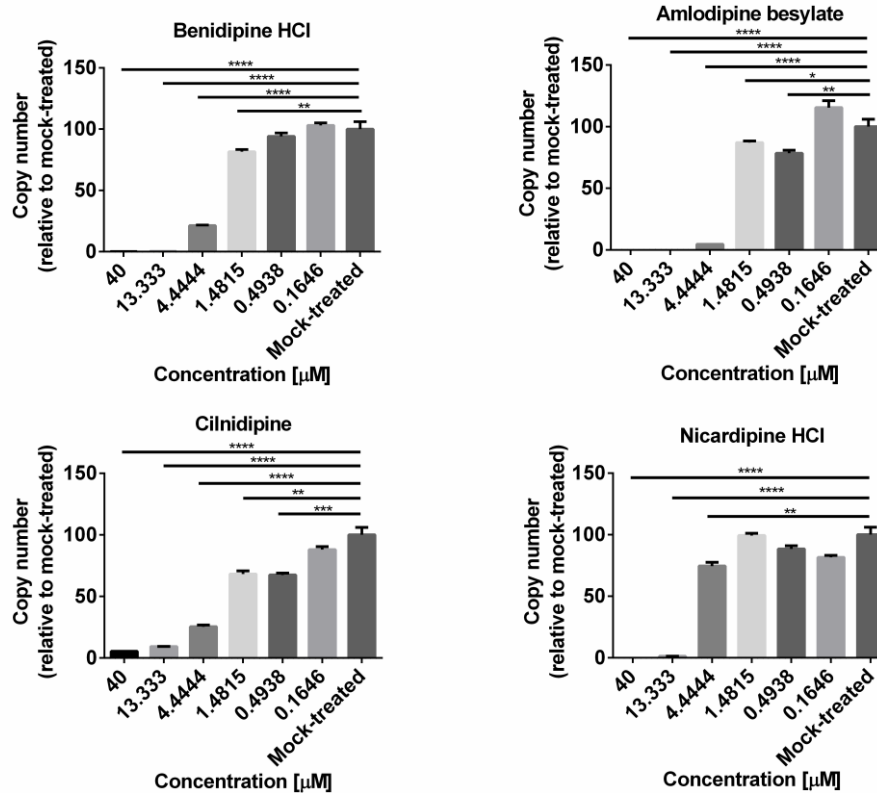 Benidipine HCl
****
****
****
**
Copy number
(relative to mock-treated)
150
100
50
0
40
13.333
4.4444
1.4815
0.4938
0.1646
Mock-treated
Concentration [μM]
Amlodipine besylate
****
****
****
*
**
Copy number
(relative to mock-treated)
150
100
50
0
40
13.333
4.4444
1.4815
0.4938
0.1646
Mock-treated
Concentration [μM]
Cilnidipine
****
****
****
**
***
Copy number
(relative to mock-treated)
150
100
50
0
40
13.333
4.4444
1.4815
0.4938
0.1646
Mock-treated
Concentration [μM]
Nicardipine HCl
****
****
**
Copy number
(relative to mock-treated)
150
100
50
0
40
13.333
4.4444
1.4815
0.4938
0.1646
Mock-treated
Concentration [μM]